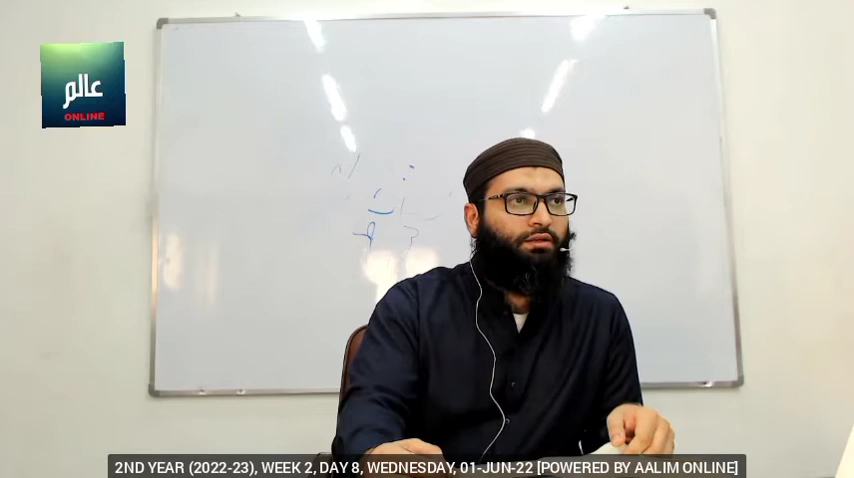 عالم
ONLINE
2ND YEAR (2022-23), WEEK 2, DAY 8, WEDNESDAY, 01-JUN-22 [POWERED BY AALIM ONLINE]